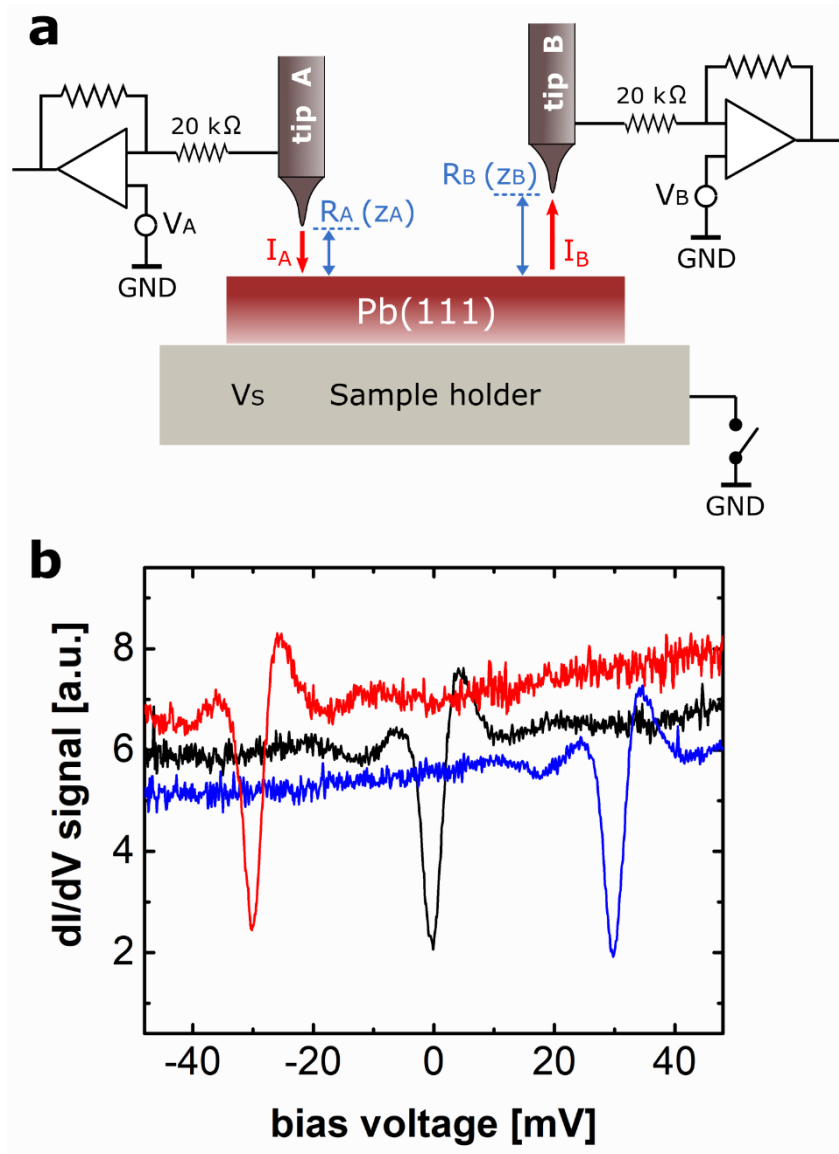 a
tip A
tip B
20 kΩ
20 kΩ
RB (zB)
RA (zA)
VA
VB
IA
IB
GND
GND
Pb(111)
Vs Sample holder
GND
b
dI/dV signal [a.u.]
8
6
4
2
-40 -20 0 20 40
bias voltage [mV]